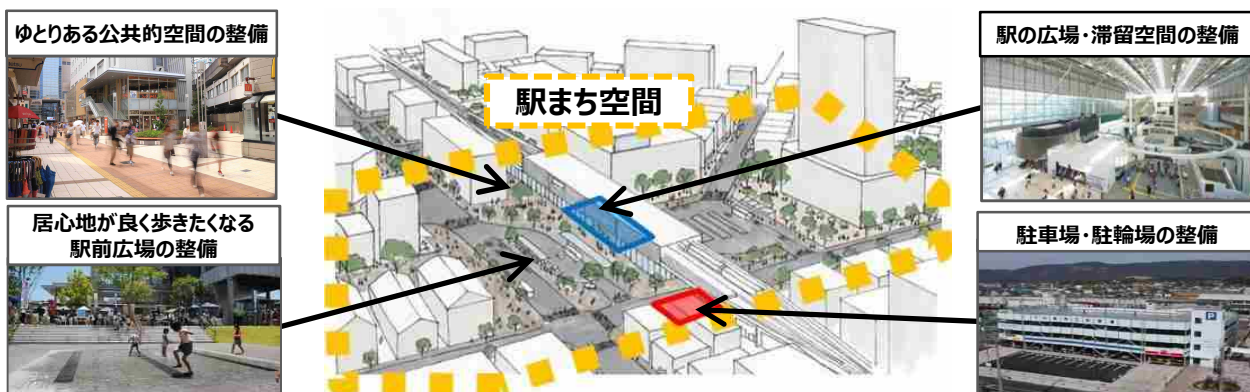 ゆとりある公共的空間の整備
駅まち空間
駅の広場・滞留空間の整備
居心地が良く歩きたくなる
駅前広場の整備
駐車場・駐輪場の整備
P